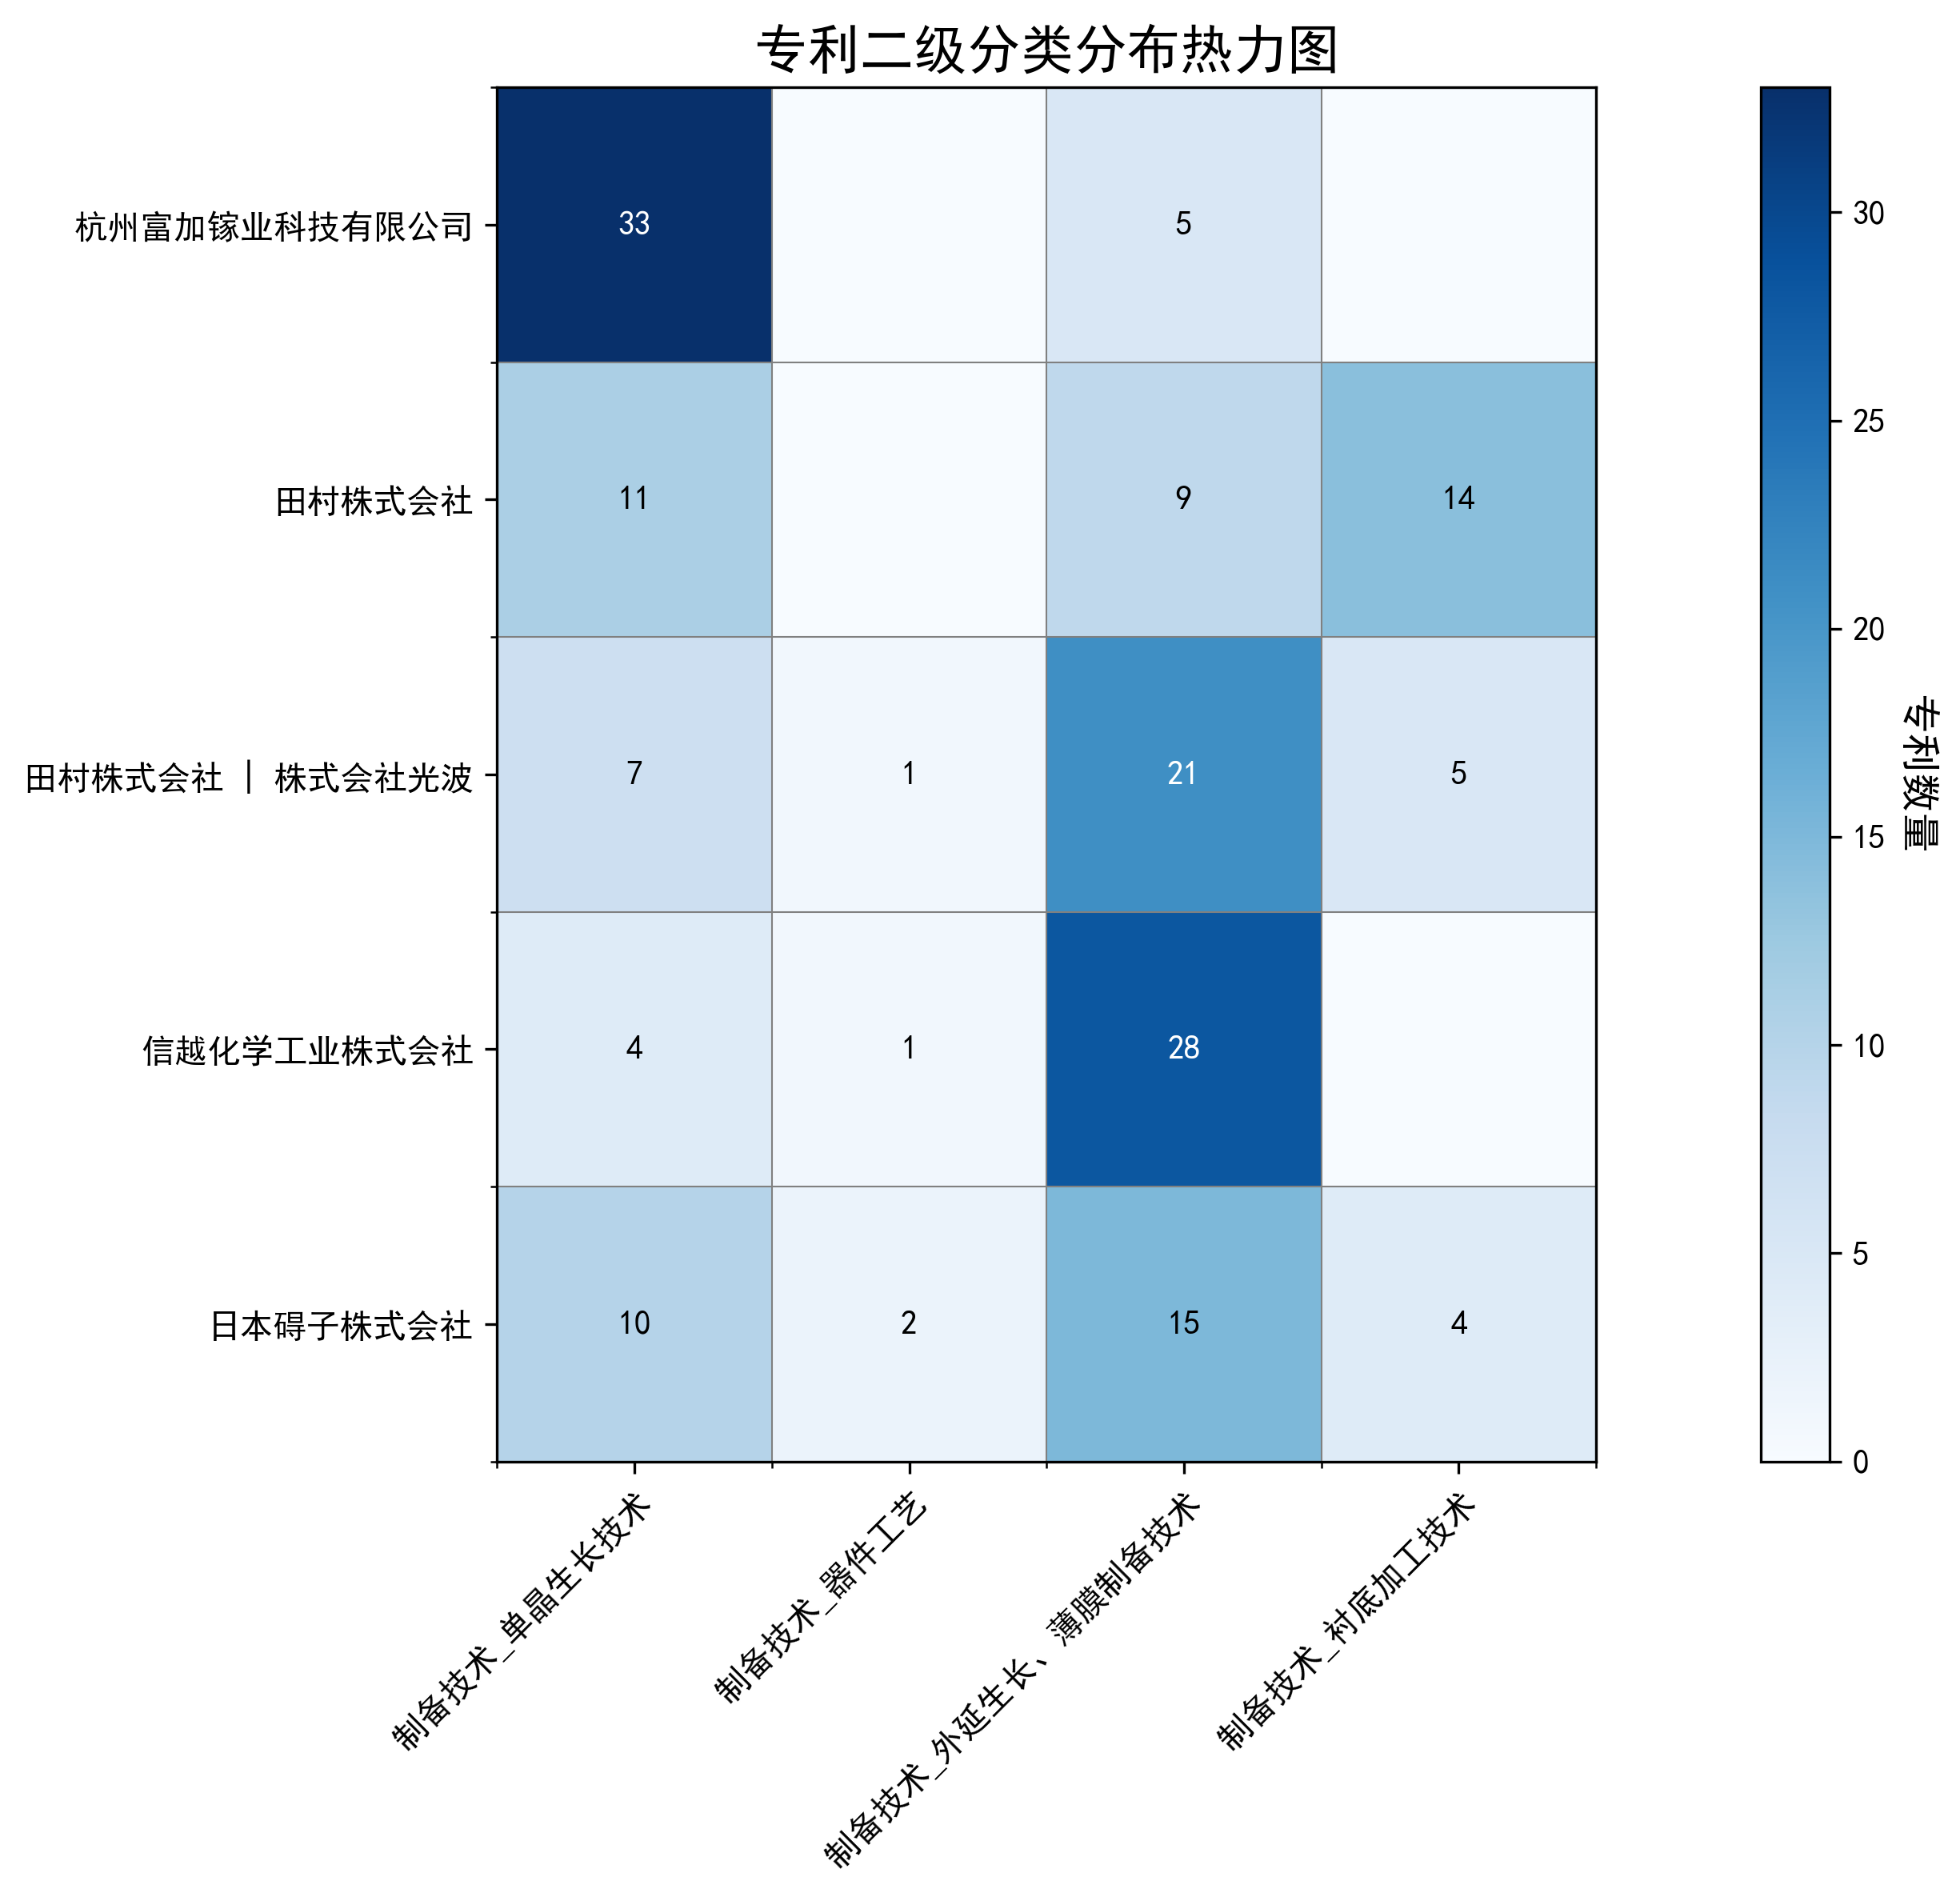 专利二级分类分布热力图
杭州富加镓业科技有限公司
33
5
田村株式会社
11
9
14
田村株式会社 | 株式会社光波
7
1
21
5
信越化学工业株式会社
4
1
28
日本碍子株式会社
10
2
15
4
制备技术_单晶生长技术
制备技术_器件工艺
制备技术_外延生长、薄膜制备技术
制备技术_衬底加工技术
30
25
20
15
10
5
0
专利数量